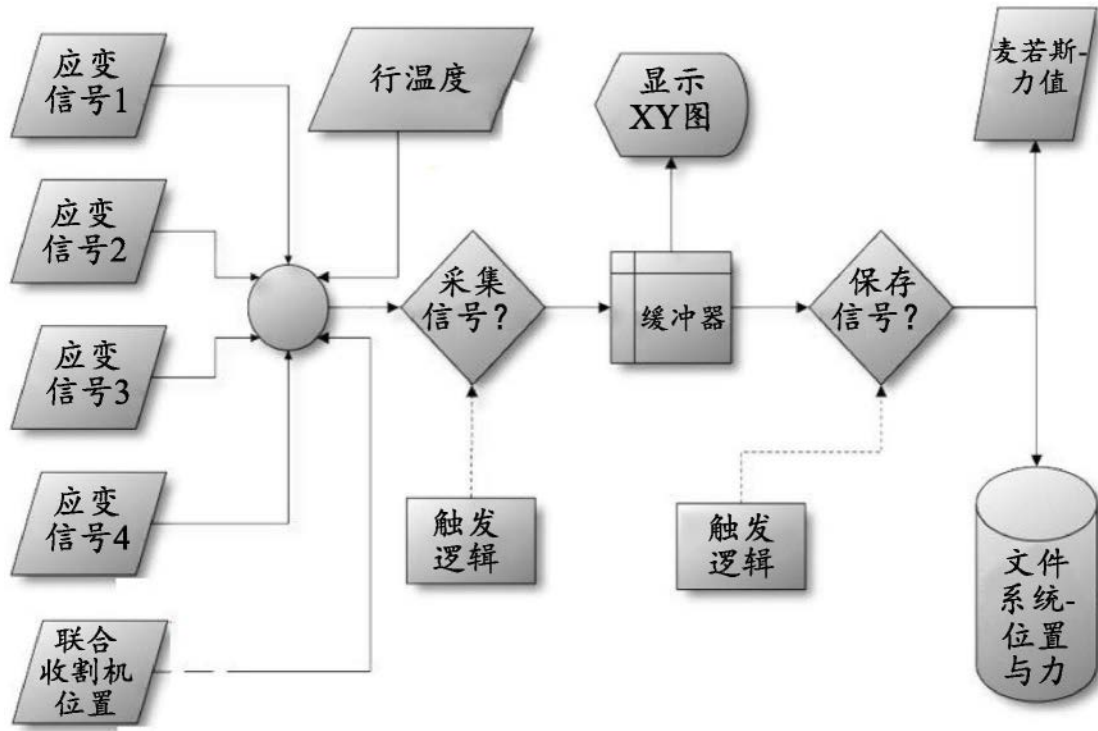 应变
信号1
行温度
显示
XY图
麦若斯-
力值
应变
信号2
采集
信号？
缓冲器
保存
信号？
应变
信号3
应变
信号4
触发
逻辑
触发
逻辑
文件
系统-
位置
与力
联合
收割机
位置